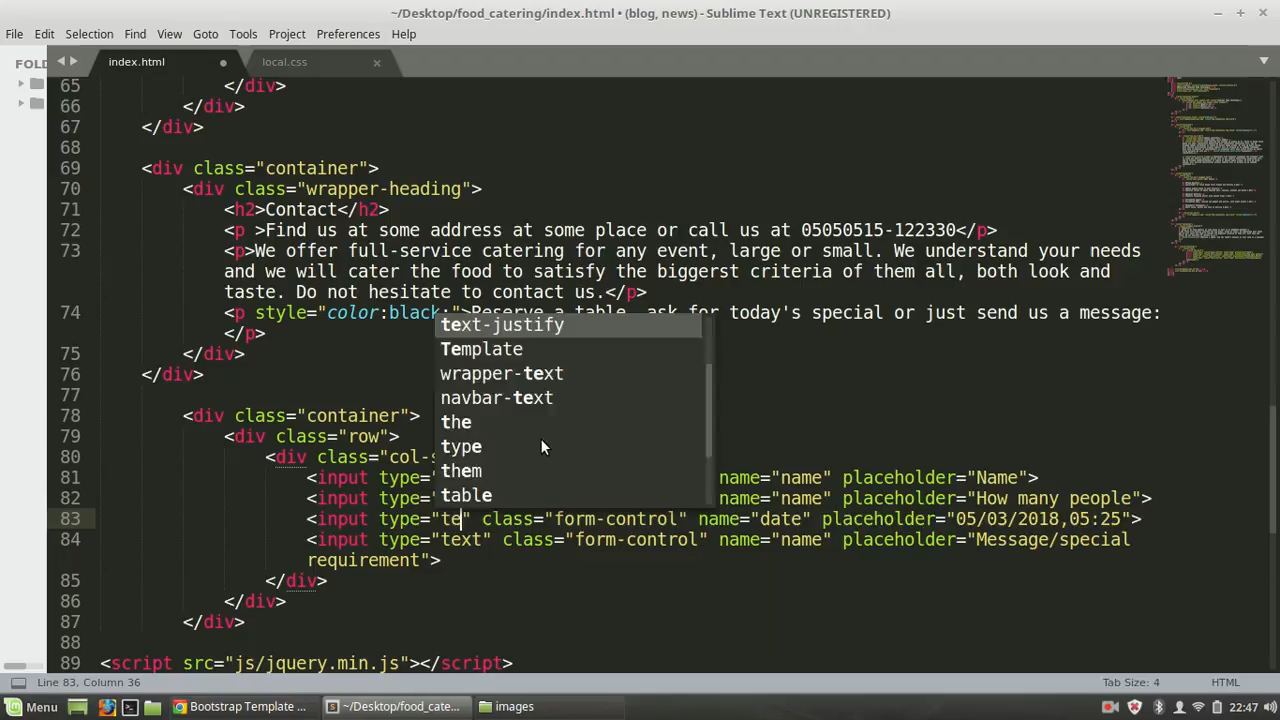 ~/Desktop/food_catering/index.html • (blog, news) - Sublime Text (UNREGISTERED)
File Edit Selection Find View Goto Tools Project Preferences Help
FOLD
index.html local.css
65 </div>
66 </div>
67 </div>
68
69 <div class="container">
70 <div class="wrapper-heading">
71 <h2>Contact</h2>
72 <p >Find us at some address at some place or call us at 05050515-122330</p>
73 <p>We offer full-service catering for any event, large or small. We understand your needs
and we will cater the food to satisfy the biggerst criteria of them all, both look and
taste. Do not hesitate to contact us.</p>
74 <p style="color:black;">Reserve a table, ask for today's special or just send us a message:
</p>
75 </div>
76 </div>
77
78 <div class="container">
79 <div class="row">
80 <div class="col-
81 <input type=" name="name" placeholder="Name">
82 <input type=" name="name" placeholder="How many people">
83 <input type="te" class="form-control" name="date" placeholder="05/03/2018,05:25">
84 <input type="text" class="form-control" name="name" placeholder="Message/special
requirement">
85 </div>
86 </div>
87 </div>
88
89 <script src="js/jquery.min.js"></script>
text-justify
Template
wrapper-text
navbar-text
the
type
them
table
Line 83, Column 36 Tab Size: 4 HTML
Menu Bootstrap Template ... ~/Desktop/food_cate... images 22:47